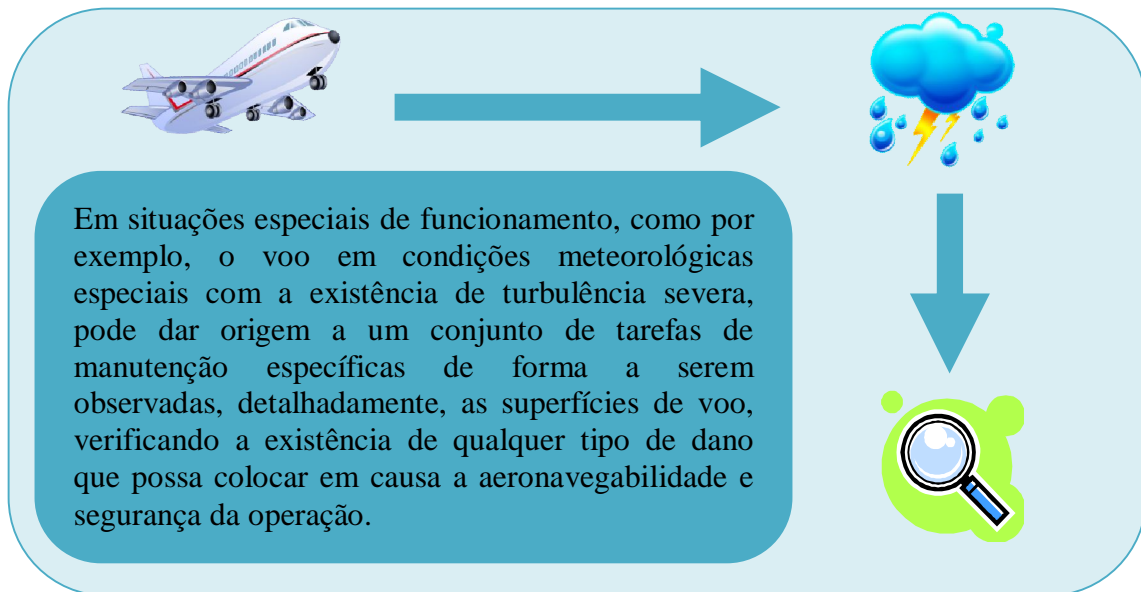 Em situações especiais de funcionamento, como por
exemplo, o voo em condições meteorológicas
especiais com a existência de turbulência severa,
pode dar origem a um conjunto de tarefas de
manutenção específicas de forma a serem
observadas, detalhadamente, as superfícies de voo,
verificando a existência de qualquer tipo de dano
que possa colocar em causa a aeronavegabilidade e
segurança da operação.